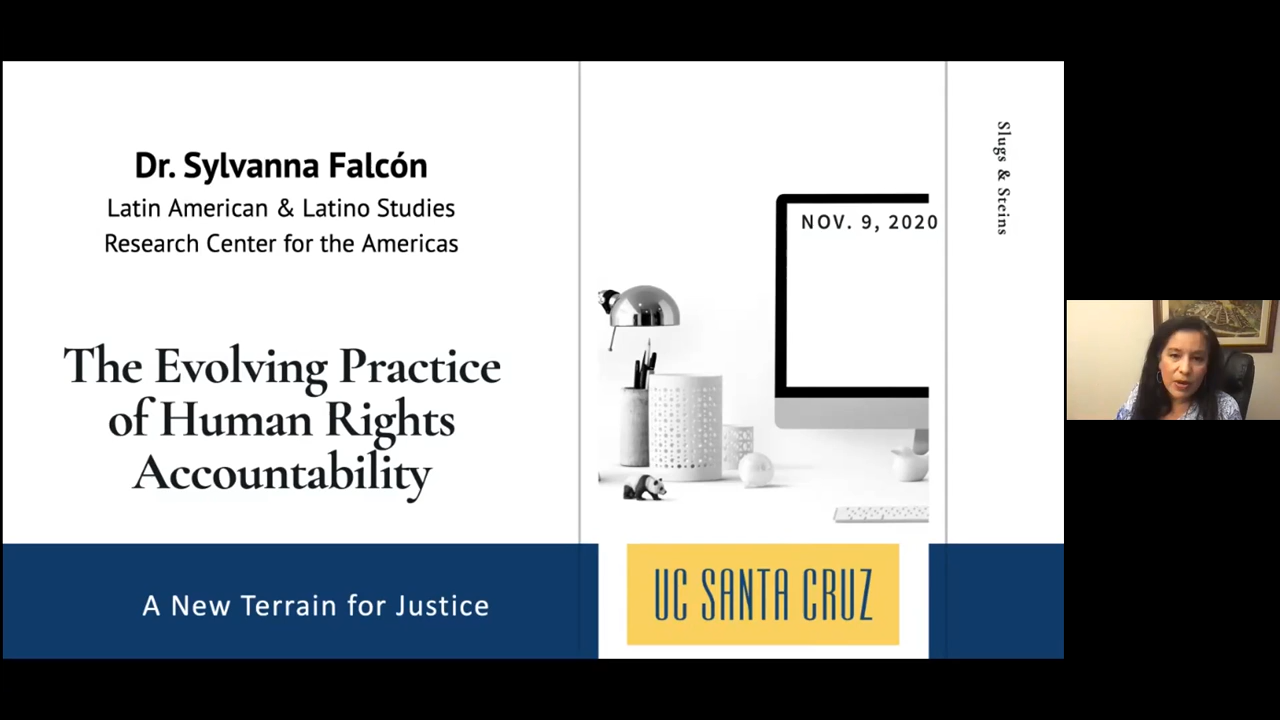 Dr. Sylvanna Falcón
Latin American & Latino Studies
Research Center for the Americas
The Evolving Practice
of Human Rights
Accountability
A New Terrain for Justice
NOV. 9, 2020
UC SANTA CRUZ
Slugs & Steins